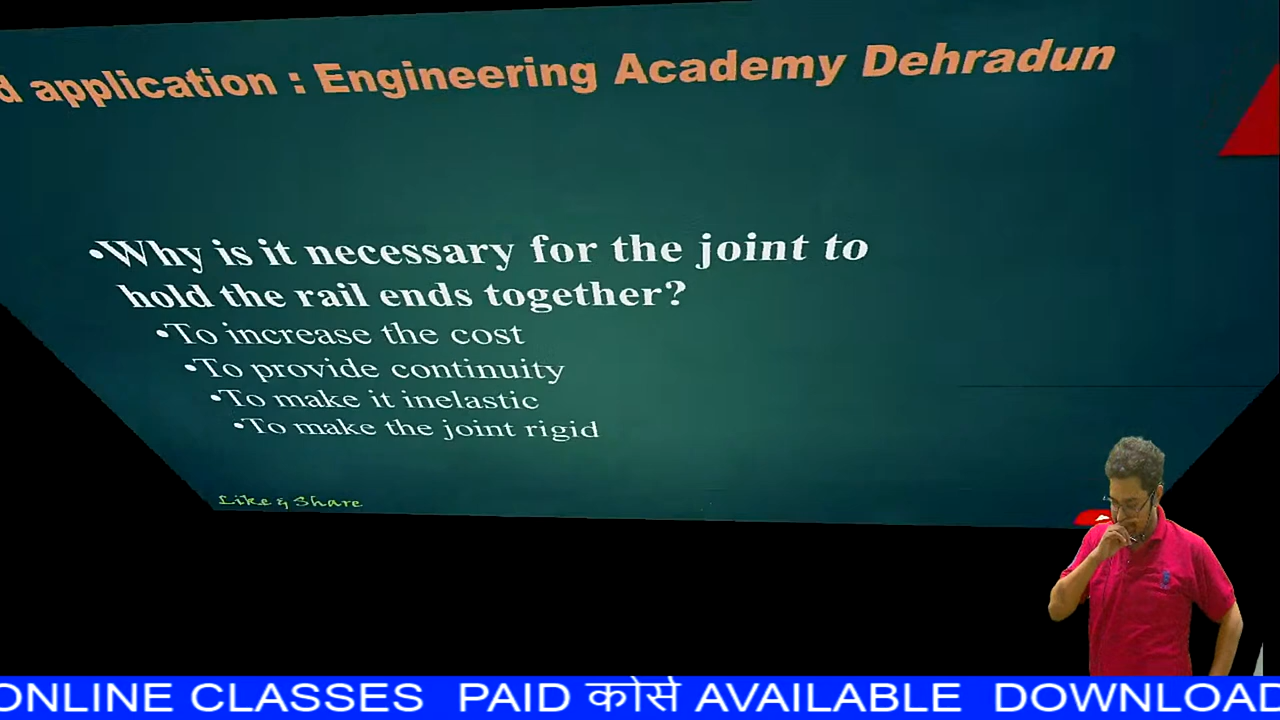 application : Engineering Academy Dehradun
•Why is it necessary for the joint to
hold the rail ends together?
•To increase the cost
•To provide continuity
•To make it inelastic
•To make the joint rigid
Like & Share
ONLINE CLASSES PAID कोर्स AVAILABLE DOWNLOAD